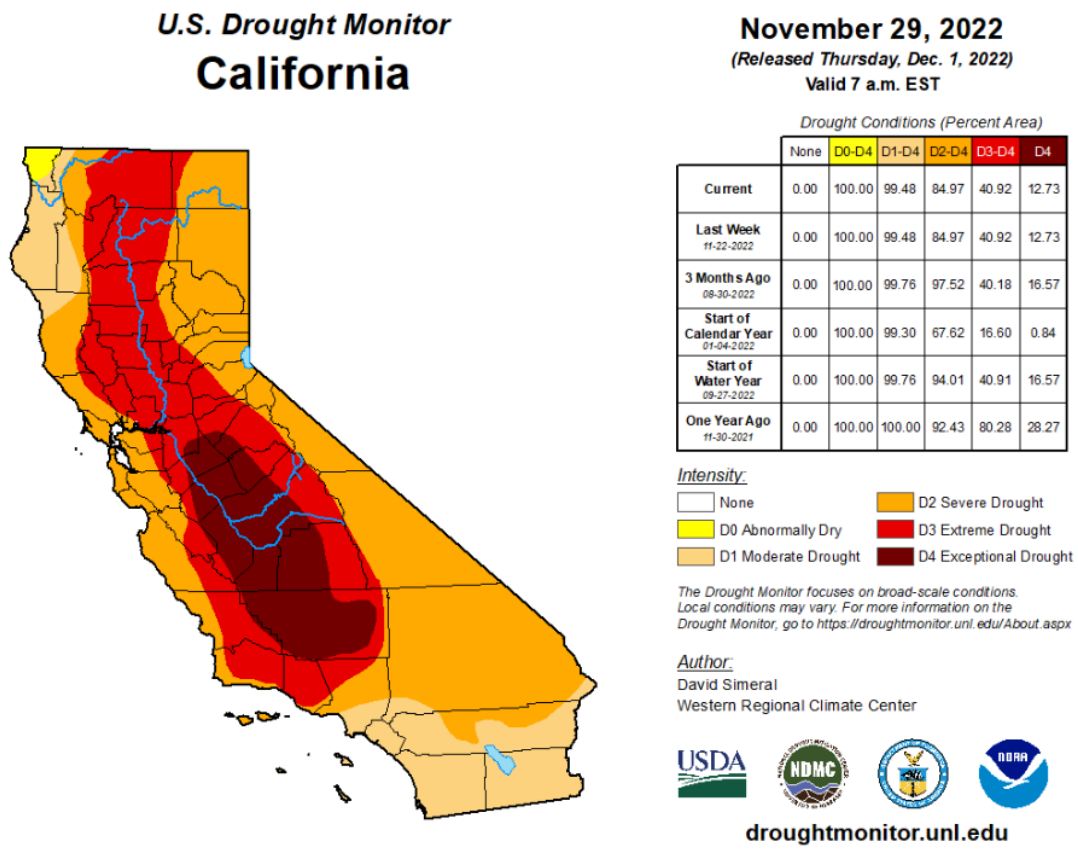 U.S. Drought Monitor
California
November 29, 2022
(Released Thursday, Dec. 1, 2022)
Valid 7 a.m. EST
Drought Conditions (Percent Area)
None D0-D4 D1-D4 D2-D4 D3-D4 D4
Current 0.00 100.00 99.48 84.97 40.92 12.73
Last Week
11-22-2022 0.00 100.00 99.48 84.97 40.92 12.73
3 Months Ago
08-30-2022 0.00 100.00 99.76 97.52 40.18 16.57
Start of
Calendar Year
01-04-2022 0.00 100.00 99.30 67.62 16.60 0.84
Start of
Water Year
09-27-2022 0.00 100.00 99.76 94.01 40.91 16.57
One Year Ago
11-30-2021 0.00 100.00 100.00 92.43 80.28 28.27
Intensity:
None
D0 Abnormally Dry
D1 Moderate Drought
D2 Severe Drought
D3 Extreme Drought
D4 Exceptional Drought
The Drought Monitor focuses on broad-scale conditions.
Local conditions may vary. For more information on the
Drought Monitor, go to https://droughtmonitor.unl.edu/About.aspx
Author:
David Simeral
Western Regional Climate Center
USDA
NDMC
NOAA
droughtmonitor.unl.edu